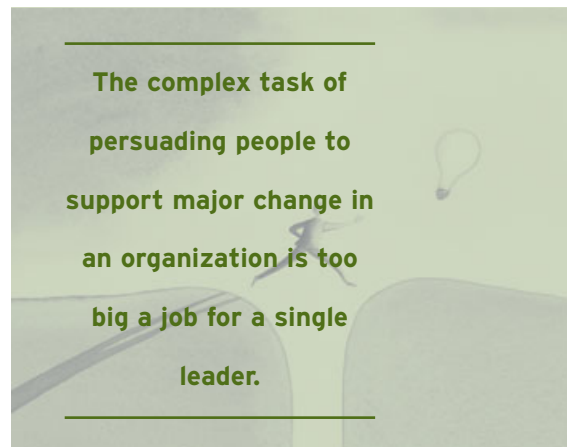 The complex task of
persuading people to
support major change in
an organization is too
big a job for a single
leader.